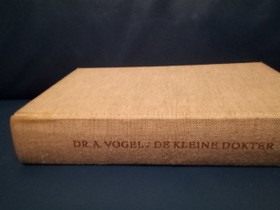 DR. A. VOGEL: DE KLEINE DOKTER